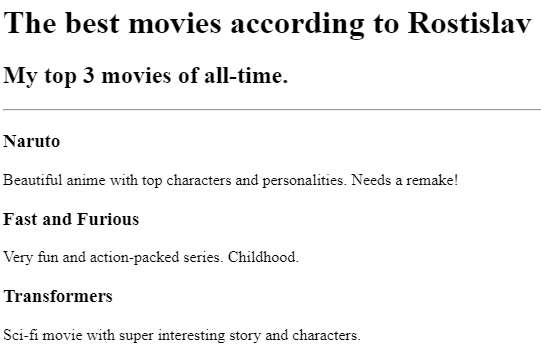 The best movies according to Rostislav
My top 3 movies of all-time.
Naruto
Beautiful anime with top characters and personalities. Needs a remake!
Fast and Furious
Very fun and action-packed series. Childhood.
Transformers
Sci-fi movie with super interesting story and characters.